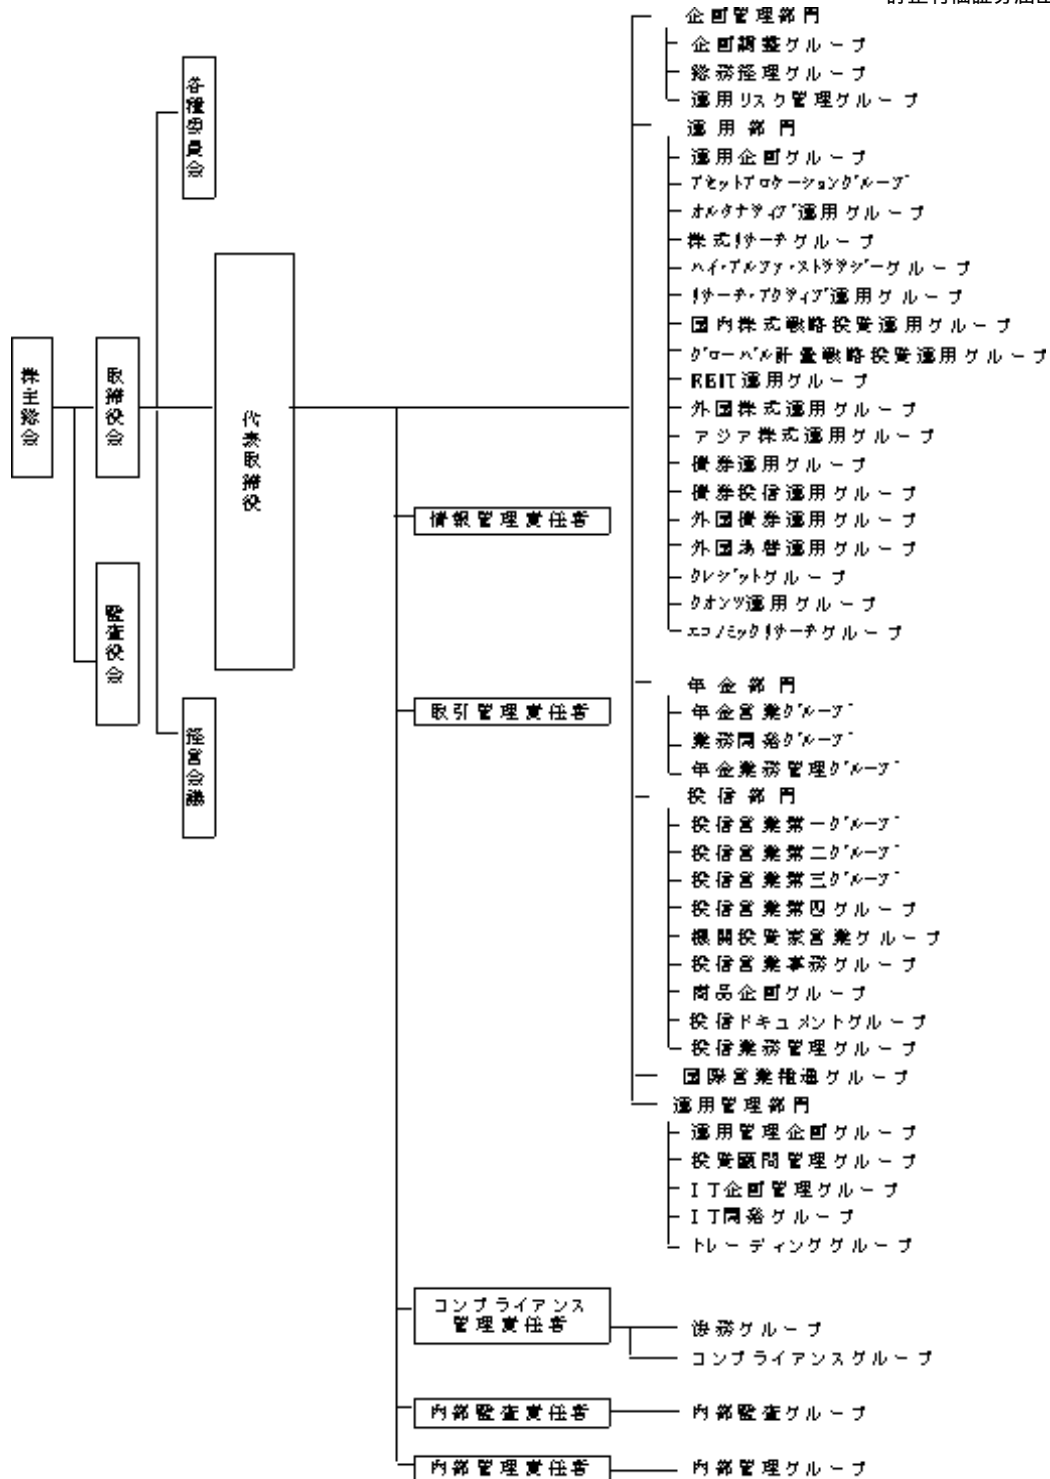 企画管理部門
企画調整グループ
総務経理グループ
運用リスク管理グループ
運用部門
運用企画グループ
アセットアロケーショングループ
オルタナティブ運用グループ
株式リサーチグループ
ハイ・アルファ・ストラテジーグループ
リサーチ・アクティブ運用グループ
国内株式戦略投資運用グループ
グローバル計量戦略投資運用グループ
REIT運用グループ
外国株式運用グループ
アジア株式運用グループ
債券運用グループ
債券投信運用グループ
外国債券運用グループ
外国為替運用グループ
クレジットグループ
クオンツ運用グループ
エコノミックリサーチグループ
年金部門
年金営業グループ
業務開発グループ
年金業務管理グループ
投信部門
投信営業第一グループ
投信営業第二グループ
投信営業第三グループ
投信営業第四グループ
機関投資家営業グループ
投信営業事務グループ
商品企画グループ
投信ドキュメントグループ
投信業務管理グループ
国際営業推進グループ
運用管理部門
運用管理企画グループ
投資顧問管理グループ
IT企画管理グループ
IT開発グループ
トレーディンググループ
株主総会
取締役会
監査役会
各種委員会
経営会議
代表取締役
情報管理責任者
取引管理責任者
コンプライアンス
管理責任者
法務グループ
コンプライアンスグループ
内部監査責任者
内部監査グループ
内部管理責任者
内部管理グループ